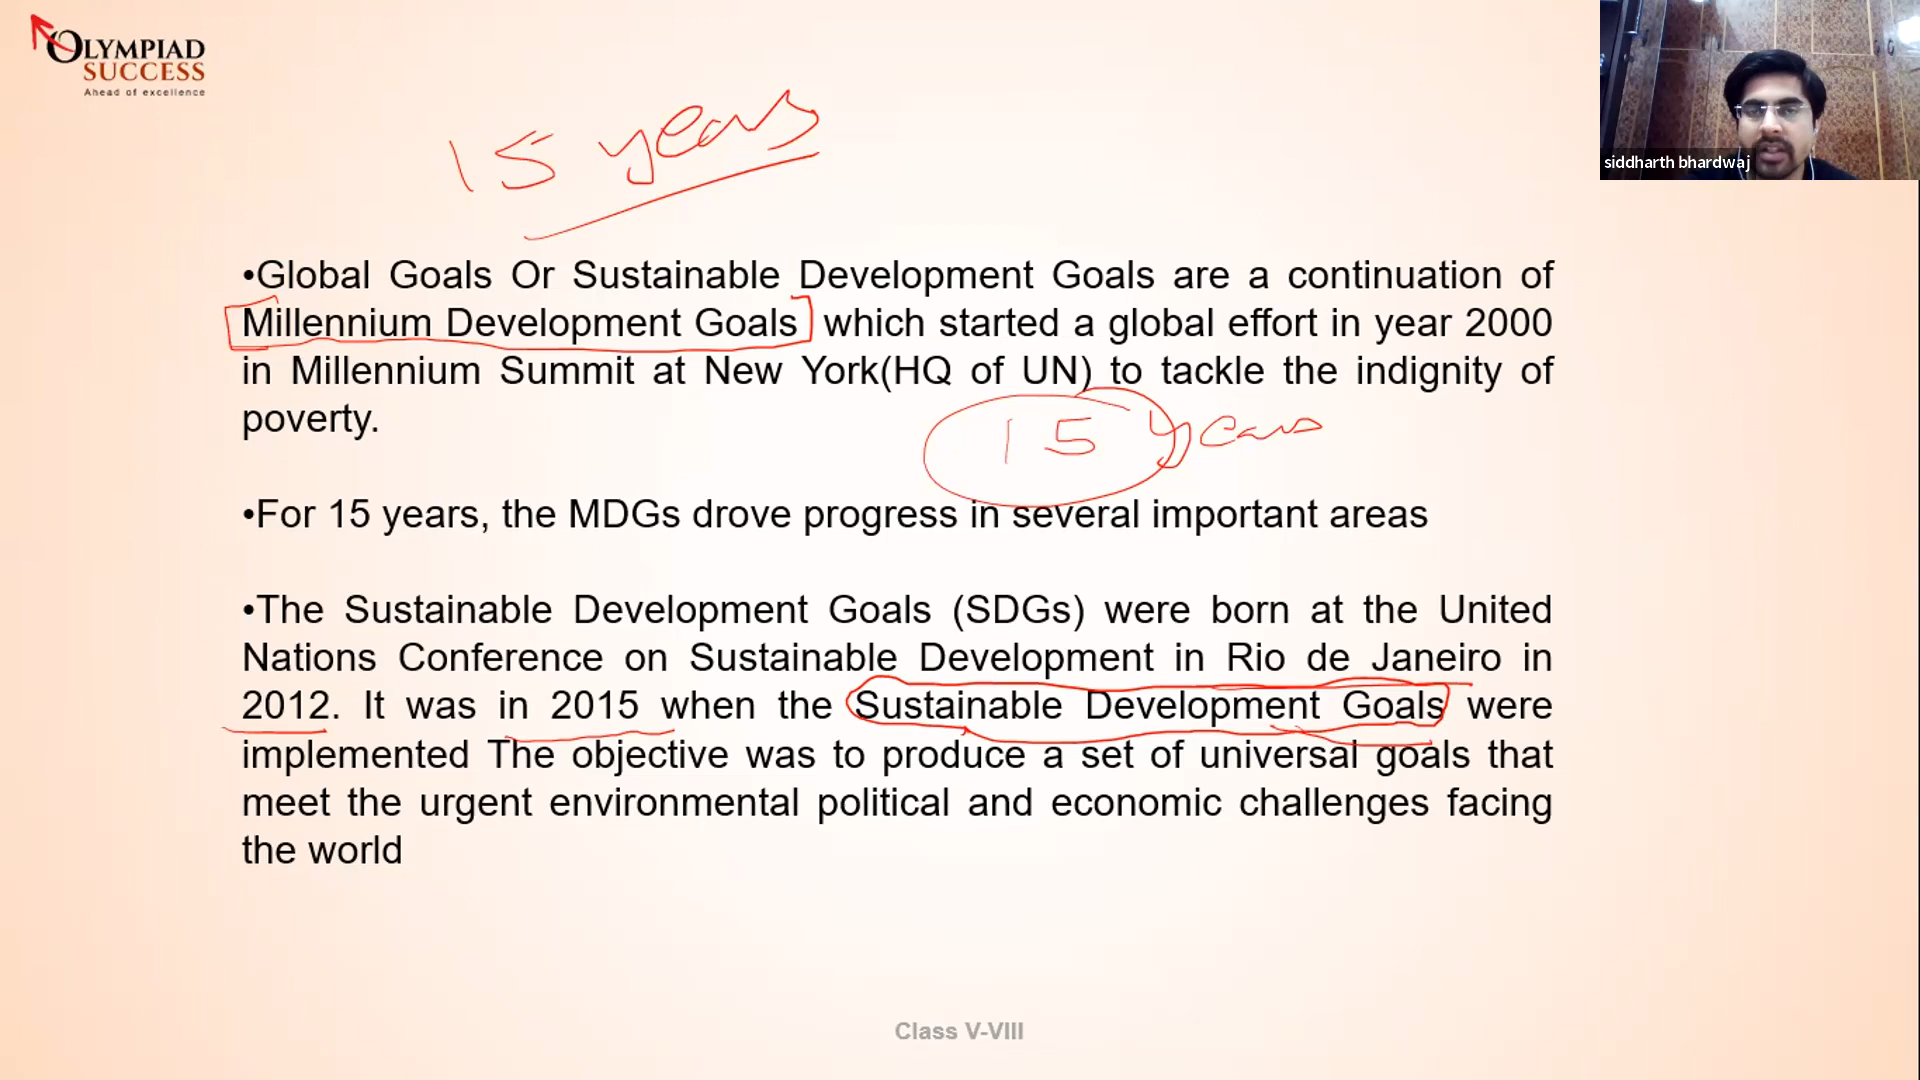 OLYMPIAD
SUCCESS
Ahead of excellence
siddharth bhardwaj
15 years
•Global Goals Or Sustainable Development Goals are a continuation of
Millennium Development Goals which started a global effort in year 2000
in Millennium Summit at New York(HQ of UN) to tackle the indignity of
poverty.
15 years
•For 15 years, the MDGs drove progress in several important areas
•The Sustainable Development Goals (SDGs) were born at the United
Nations Conference on Sustainable Development in Rio de Janeiro in
2012. It was in 2015 when the Sustainable Development Goals were
implemented The objective was to produce a set of universal goals that
meet the urgent environmental political and economic challenges facing
the world
Class V-VIII